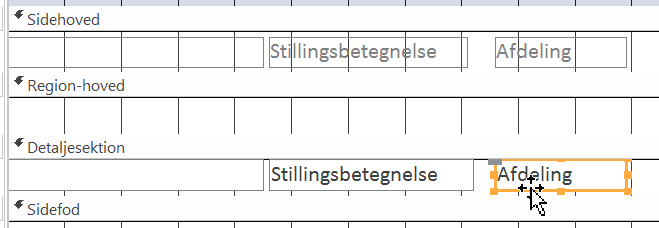 Sidehoved
Stillingsbetegnelse Afdeling
Region-hoved
Detaljesektion
Stillingsbetegnelse Afdeling
Sidefod